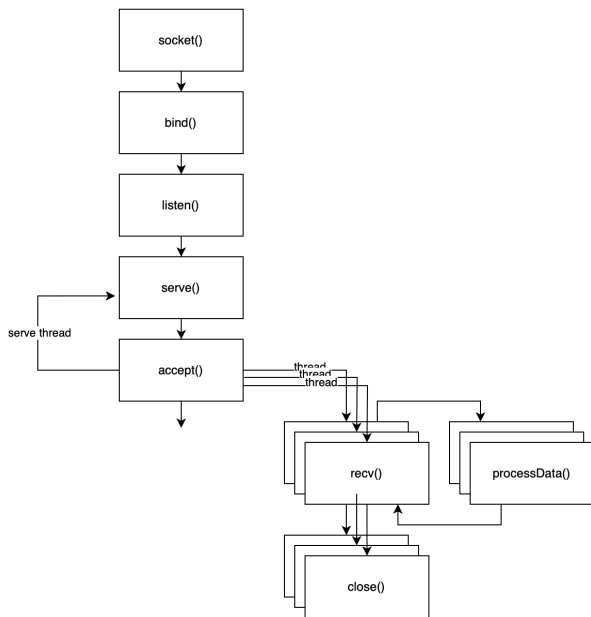 socket()
bind()
listen()
serve()
serve thread
accept()
thread
thread
thread
recv()
processData()
close()